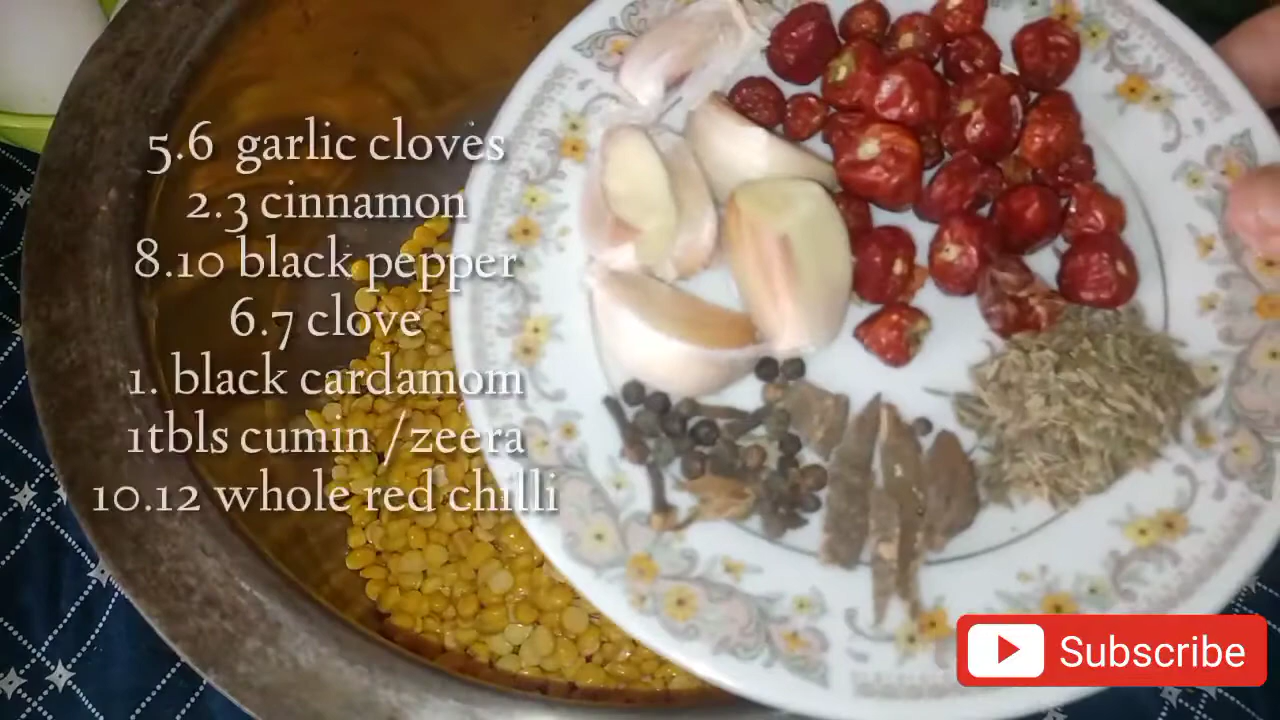 5.6 garlic cloves
2.3 cinnamon
8.10 black pepper
6.7 clove
1. black cardamom
1tbls cumin /zeera
10.12 whole red chilli
Subscribe